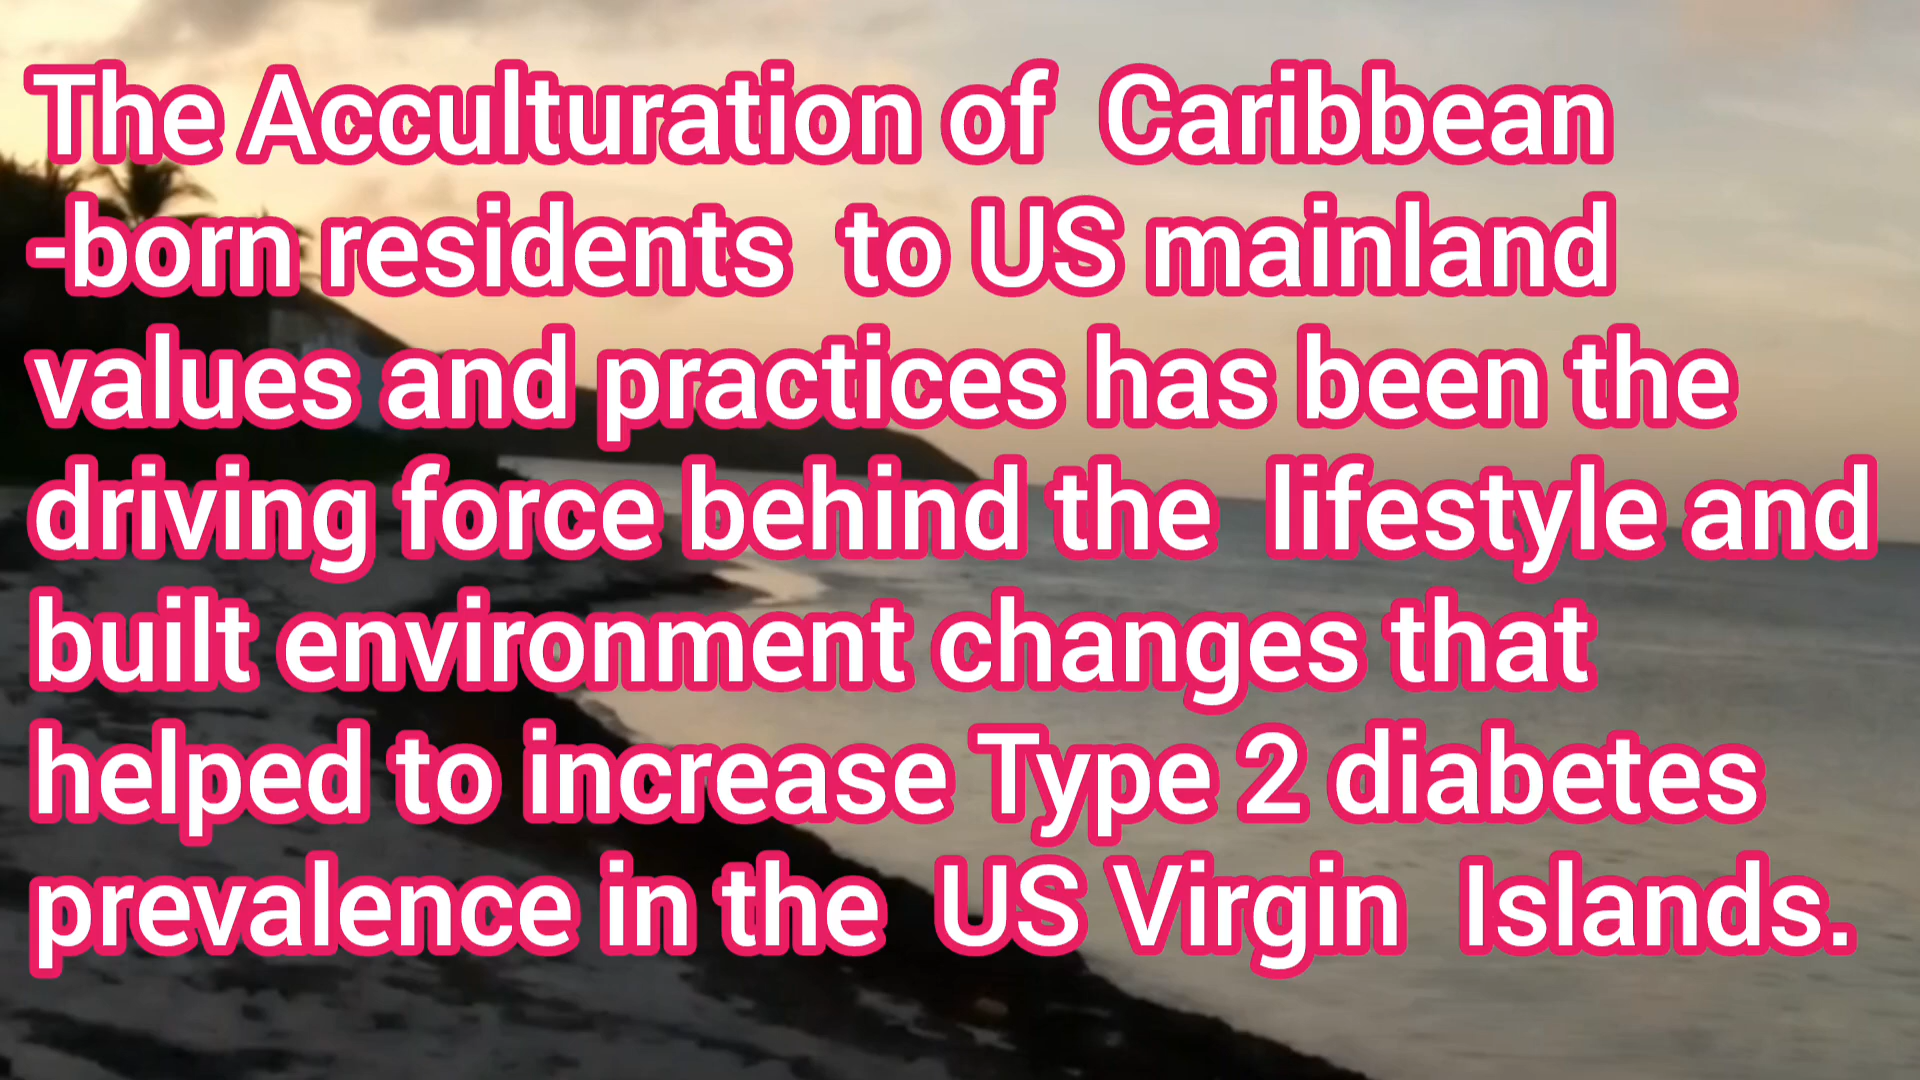 The Acculturation of  Caribbean
-born residents  to US mainland
values and practices has been the
driving force behind the  lifestyle and
built environment changes that
helped to increase Type 2 diabetes
prevalence in the  US Virgin  Islands.